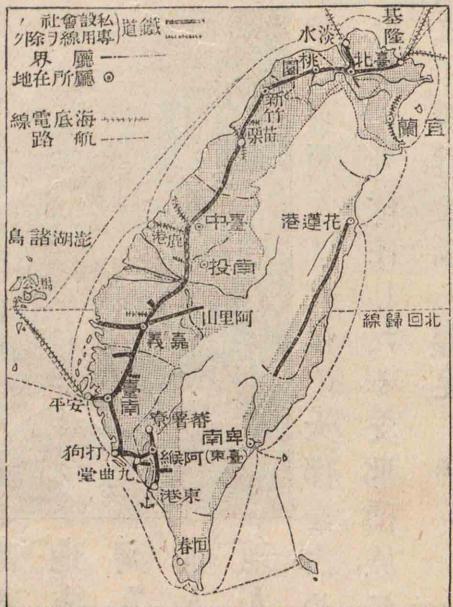 鐵道
私設會社
專用線ヲ除ク
廳界
廳所在地
海底電線
航路
基隆
淡水
臺北
桃園
新竹
宜蘭
苗栗
臺中
鹿港
花蓮港
澎湖諸島
南投
阿里山
北回歸線
嘉義
臺南
安平
蕃薯寮
卑南
(臺東)
打狗
阿緱
九曲堂
東港
恒春